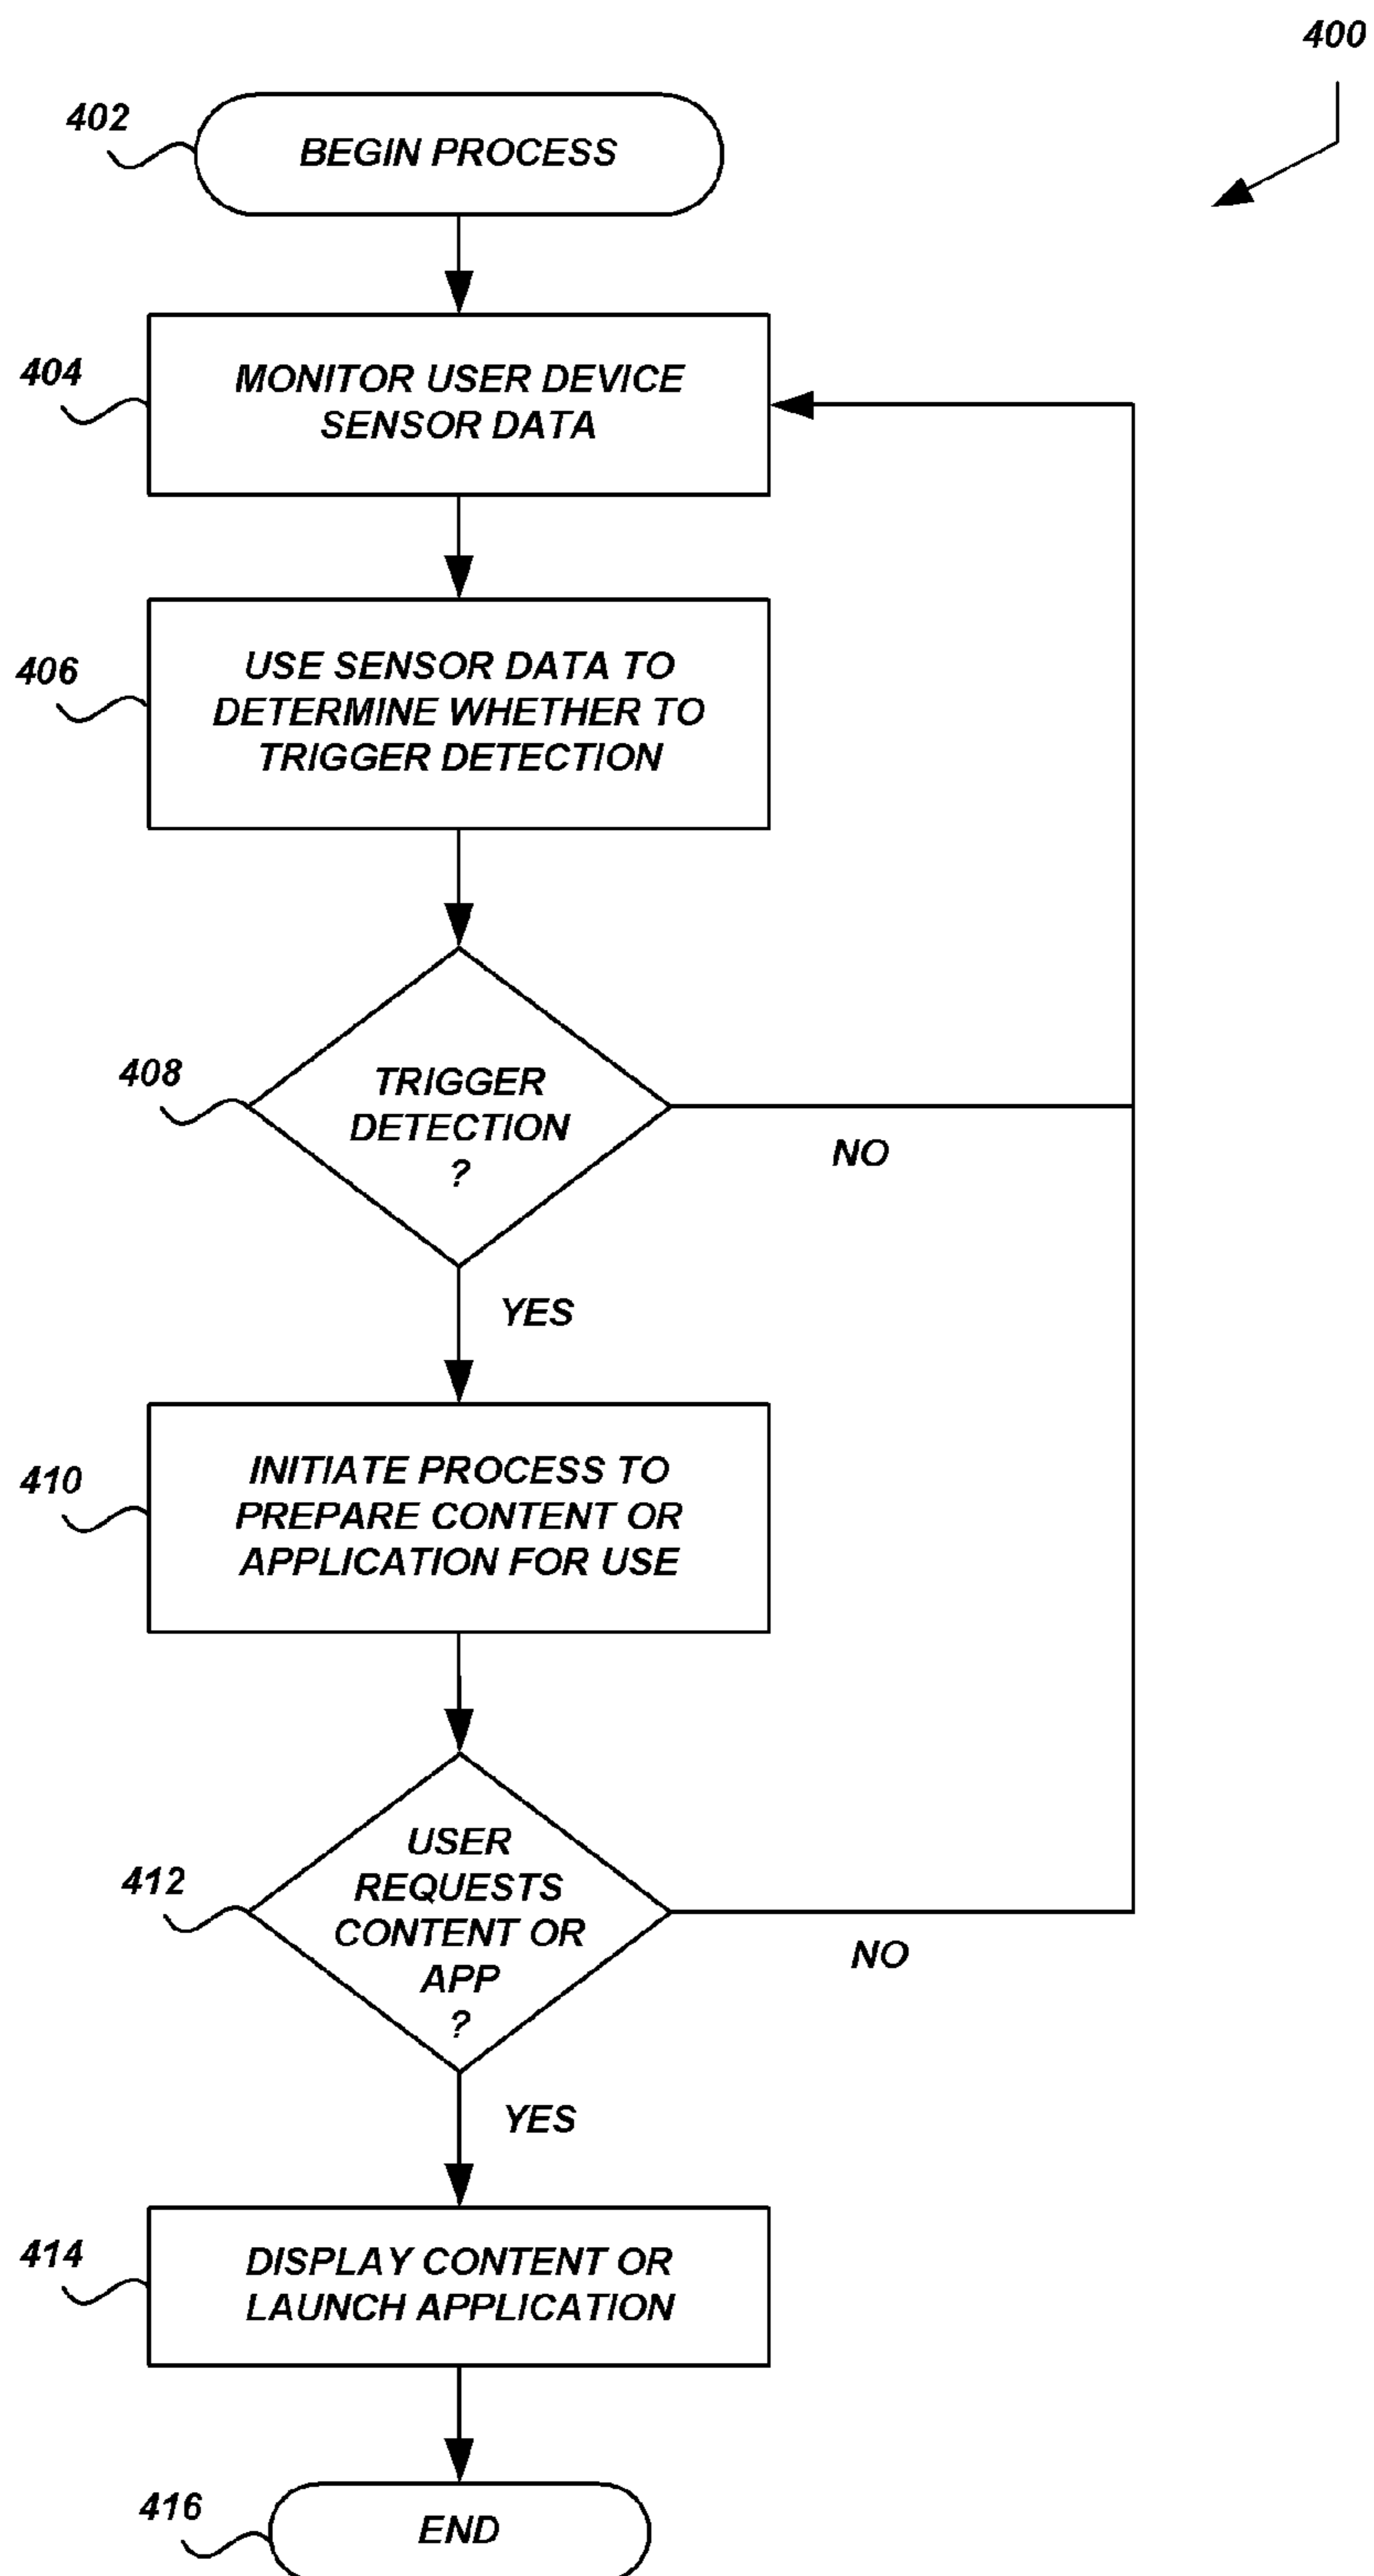 400
402
BEGIN PROCESS
404
MONITOR USER DEVICE
SENSOR DATA
406
USE SENSOR DATA TO
DETERMINE WHETHER TO
TRIGGER DETECTION
408
TRIGGER
DETECTION
?
NO
YES
410
INITIATE PROCESS TO
PREPARE CONTENT OR
APPLICATION FOR USE
412
USER
REQUESTS
CONTENT OR
APP
?
NO
YES
414
DISPLAY CONTENT OR
LAUNCH APPLICATION
416
END